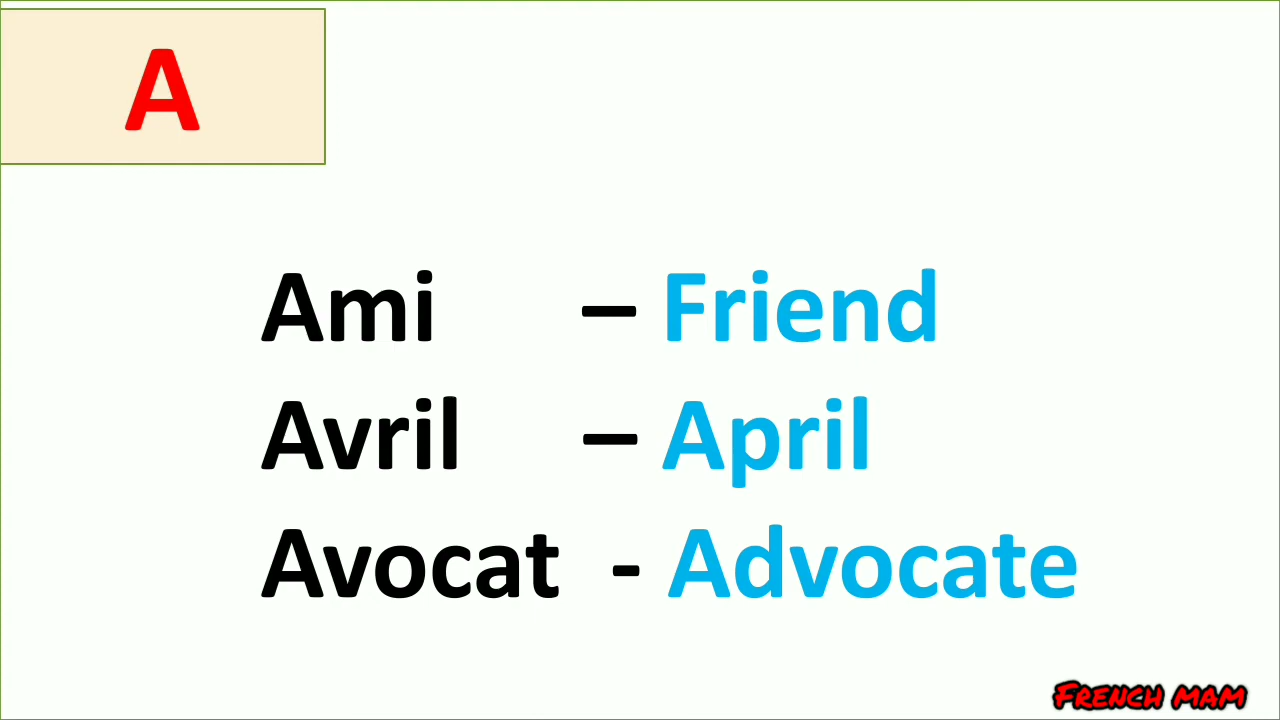 A
Ami – Friend
Avril – April
Avocat - Advocate
French mam